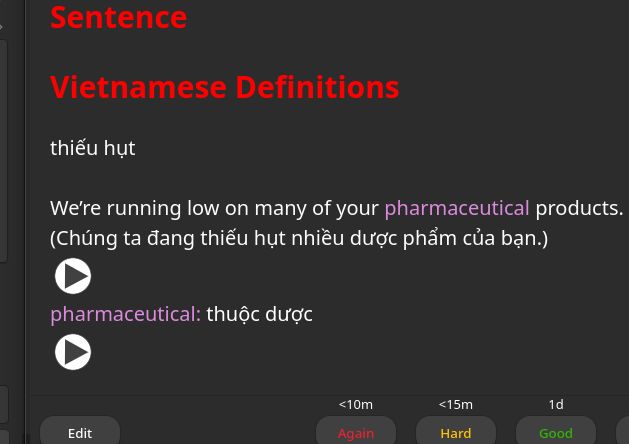 Sentence
Vietnamese Definitions
thiếu hụt
We're running low on many of your pharmaceutical products.
(Chúng ta đang thiếu hụt nhiều dược phẩm của bạn.)
pharmaceutical: thuộc dược
<10m <15m 1d
Edit Again Hard Good